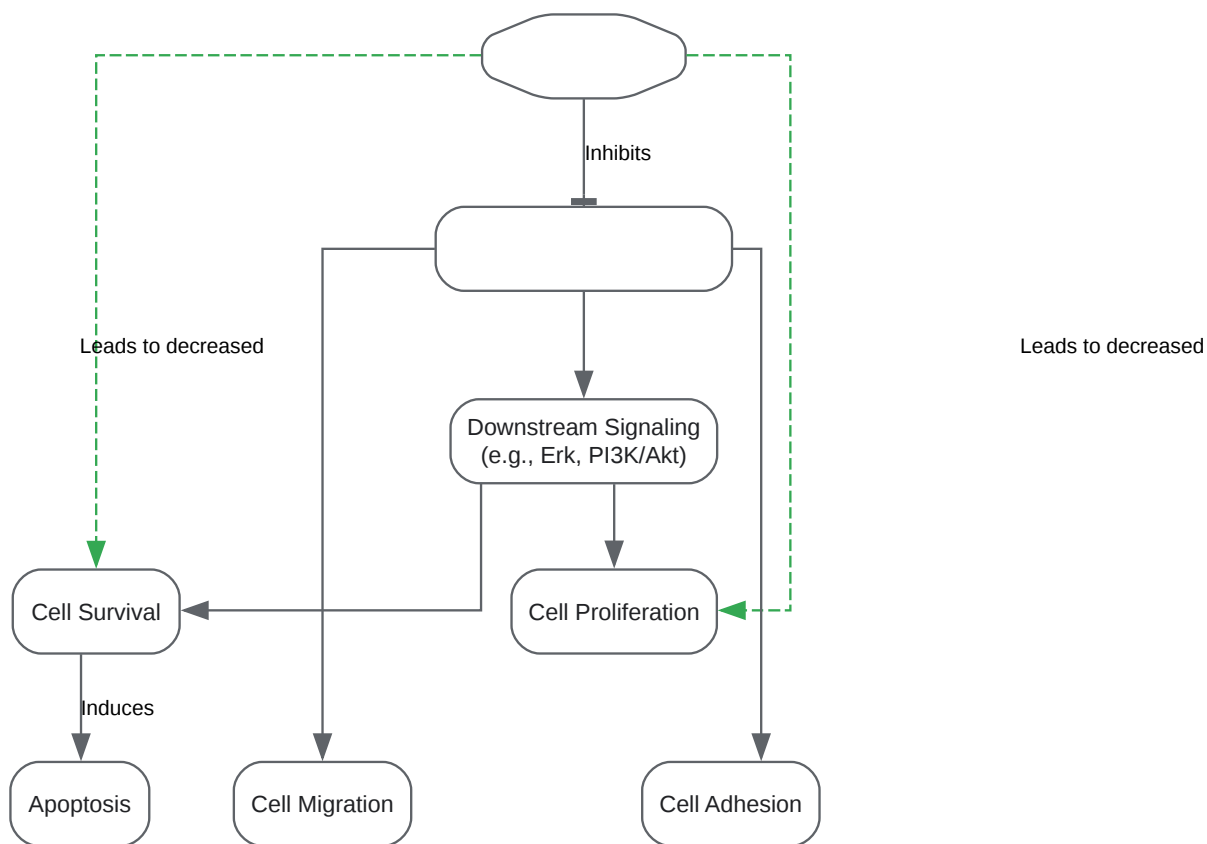 Inhibits
Leads to decreased
Leads to decreased
Downstream Signaling
(e.g., Erk, PI3K/Akt)
Cell Survival
Cell Proliferation
Induces
Apoptosis
Cell Migration
Cell Adhesion